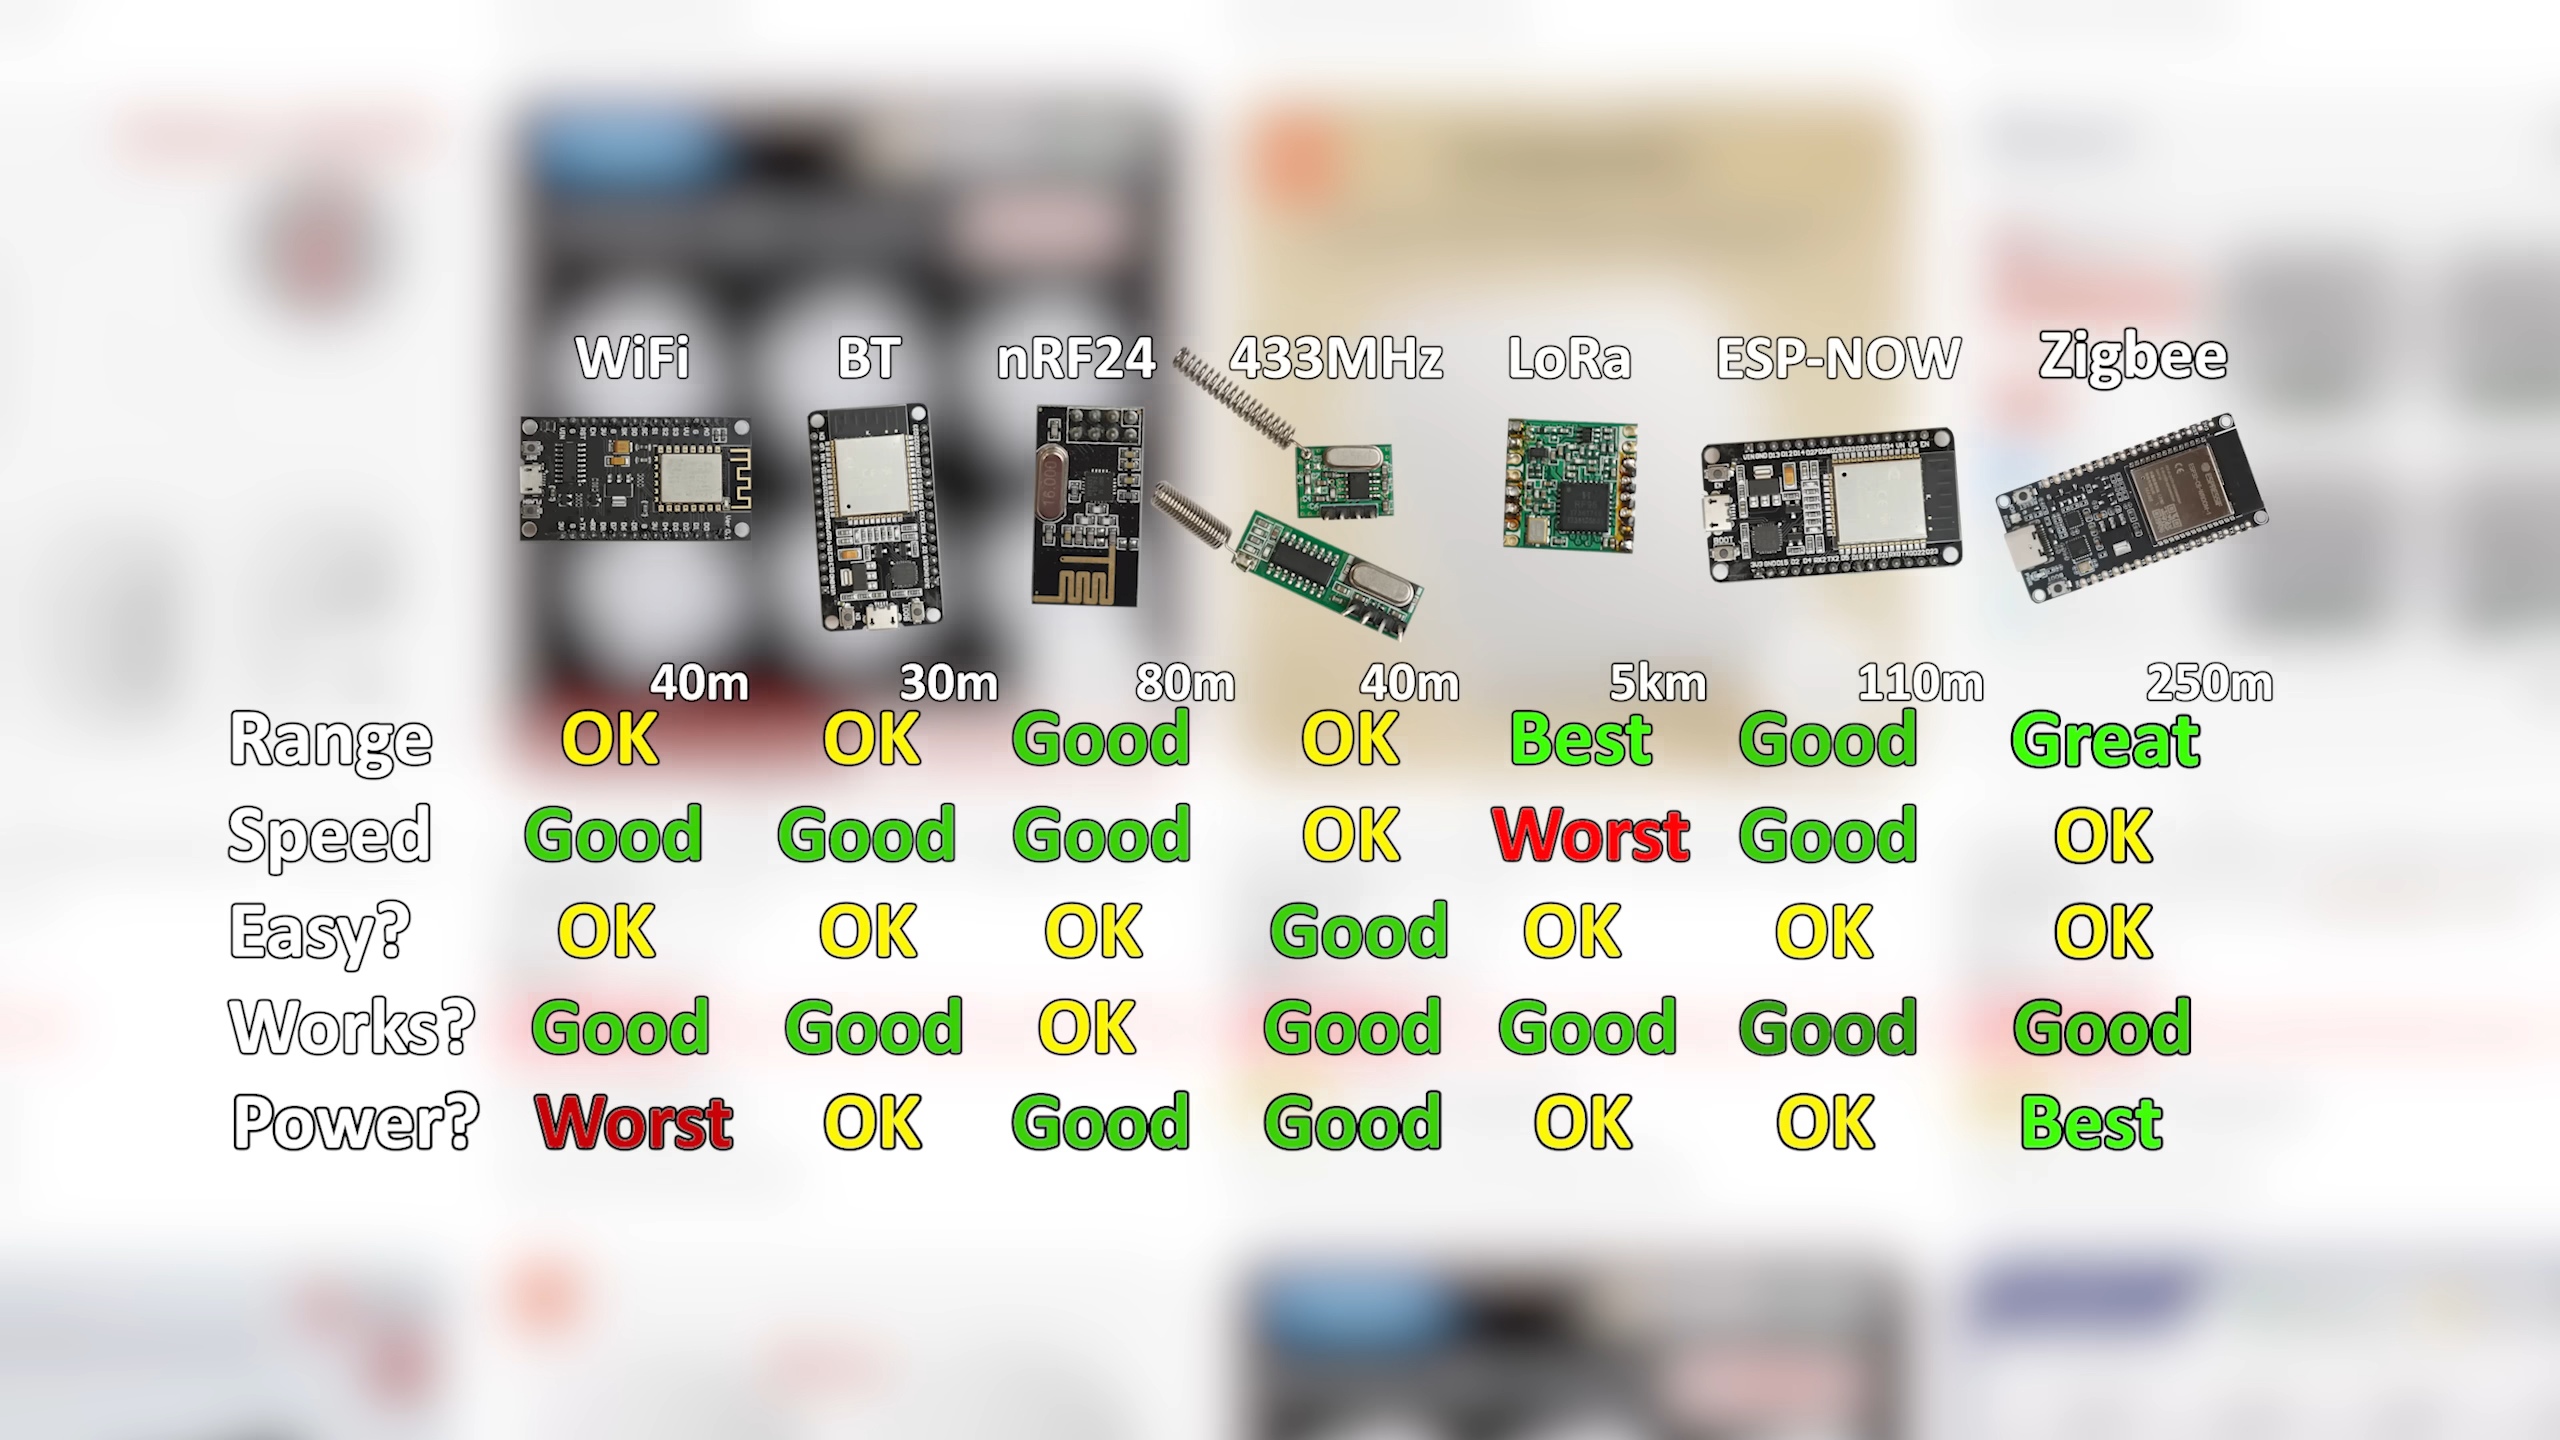 WiFi BT nRF24 433MHz LoRa ESP-NOW Zigbee
16.000
40m 30m 80m 40m 5km 110m 250m
Range OK OK Good OK Best Good Great
Speed Good Good Good OK Worst Good OK
Easy? OK OK OK Good OK OK OK
Works? Good Good OK Good Good Good Good
Power? Worst OK Good Good OK OK Best